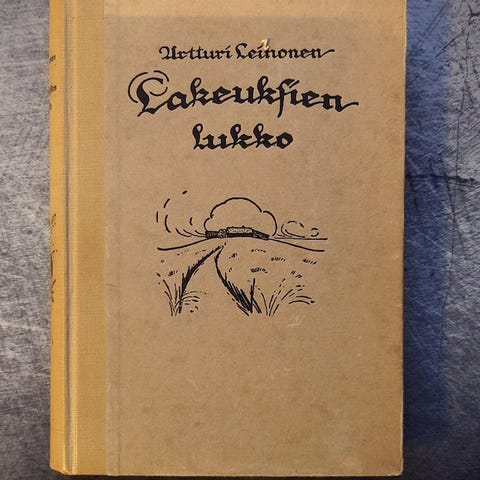 Artturi Leinonen
Lakeuksien
lukko